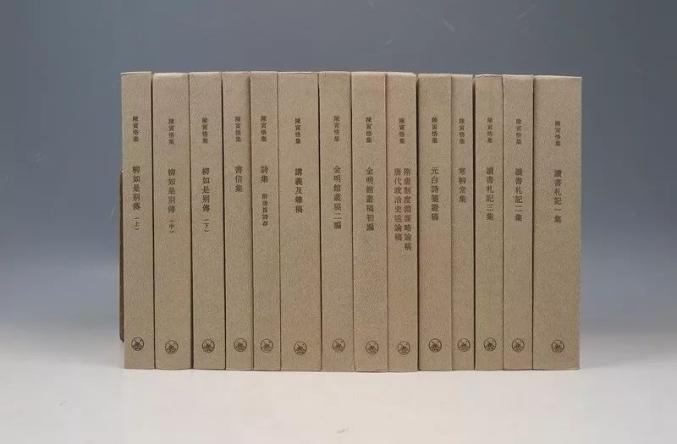 陳寅恪集
柳如是別傳（上）
陳寅恪集
柳如是別傳（中）
陳寅恪集
柳如是別傳（下）
陳寅恪集
書信集
陳寅恪集
詩集 附唐篔詩存
陳寅恪集
講義及雜稿
陳寅恪集
金明館叢稿二編
陳寅恪集
金明館叢稿初編
陳寅恪集
隋唐制度淵源略論稿
唐代政治史述論稿
陳寅恪集
元白詩箋證稿
陳寅恪集
寒柳堂集
陳寅恪集
讀書札記三集
陳寅恪集
讀書札記二集
陳寅恪集
讀書札記一集